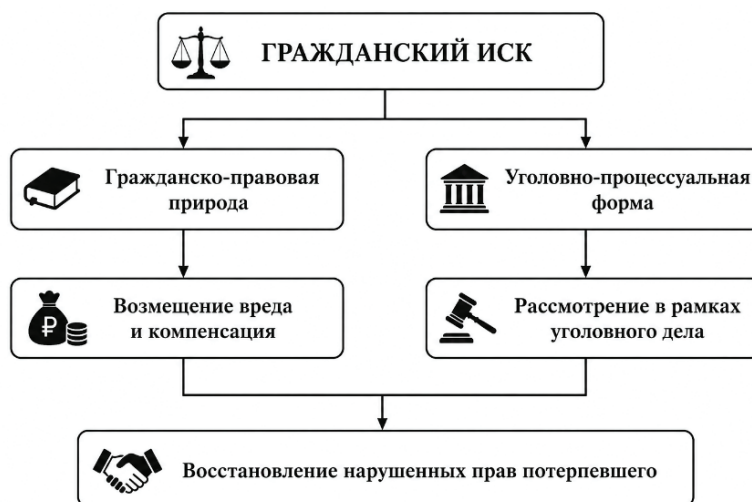 ГРАЖДАНСКИЙ ИСК
Гражданско-правовая
природа
Уголовно-процессуальная
форма
Возмещение вреда
и компенсация
Рассмотрение в рамках
уголовного дела
Восстановление нарушенных прав потерпевшего